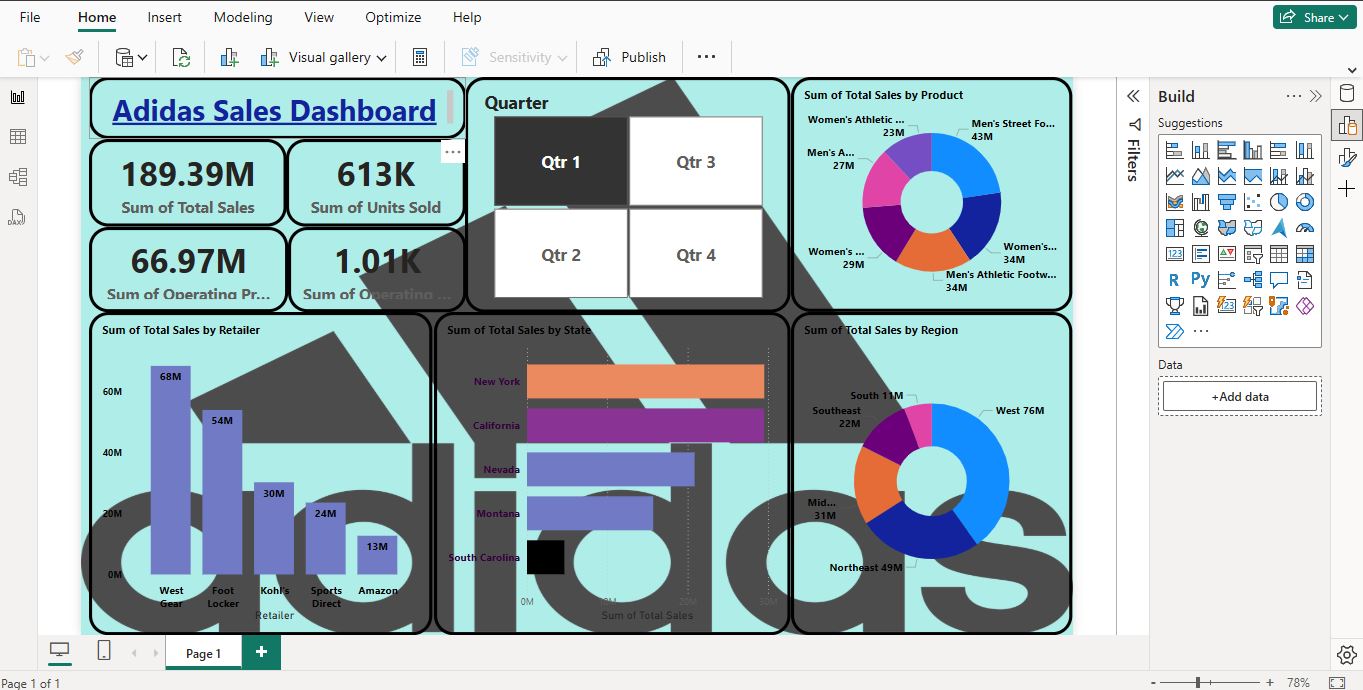 File Home Insert Modeling View Optimize Help
Share
Visual gallery
Sensitivity
Publish
Adidas Sales Dashboard
189.39M
Sum of Total Sales
613K
Sum of Units Sold
66.97M
Sum of Operating Pr...
1.01K
Sum of Operating ...
Quarter
Qtr 1
Qtr 3
Qtr 2
Qtr 4
Sum of Total Sales by Product
Women's Athletic ...
23M
Men's Street Fo...
43M
Men's A...
27M
Women's ...
29M
Women's...
34M
Men's Athletic Footw...
34M
Sum of Total Sales by Retailer
60M
40M
20M
0M
68M
54M
30M
24M
13M
West
Gear
Foot
Locker
Kohl's
Sports
Direct
Amazon
Retailer
Sum of Total Sales by State
New York
California
Nevada
Montana
South Carolina
0M
10M
20M
30M
Sum of Total Sales
Sum of Total Sales by Region
South 11M
Southeast
22M
West 76M
Mid...
31M
Northeast 49M
adidas
Filters
Build
Suggestions
123
R
Py
123
Data
+Add data
DAX
Page 1
+
Page 1 of 1
- + 78%